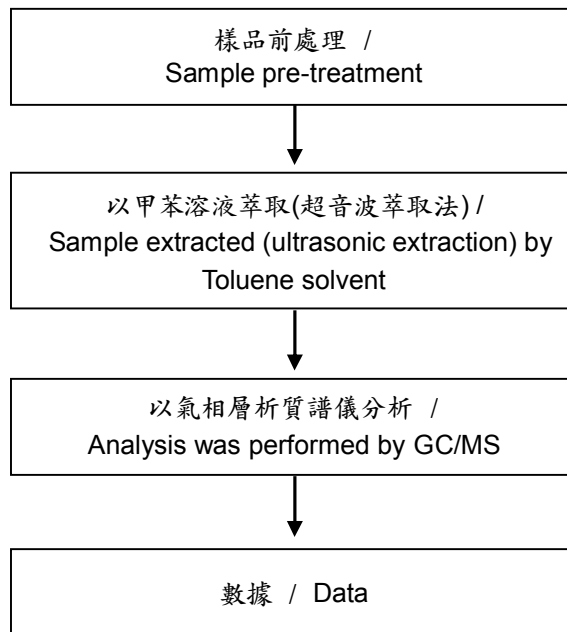 樣品前處理 /
Sample pre-treatment
以甲苯溶液萃取(超音波萃取法) /
Sample extracted (ultrasonic extraction) by
Toluene solvent
以氣相層析質譜儀分析 /
Analysis was performed by GC/MS
數據 / Data